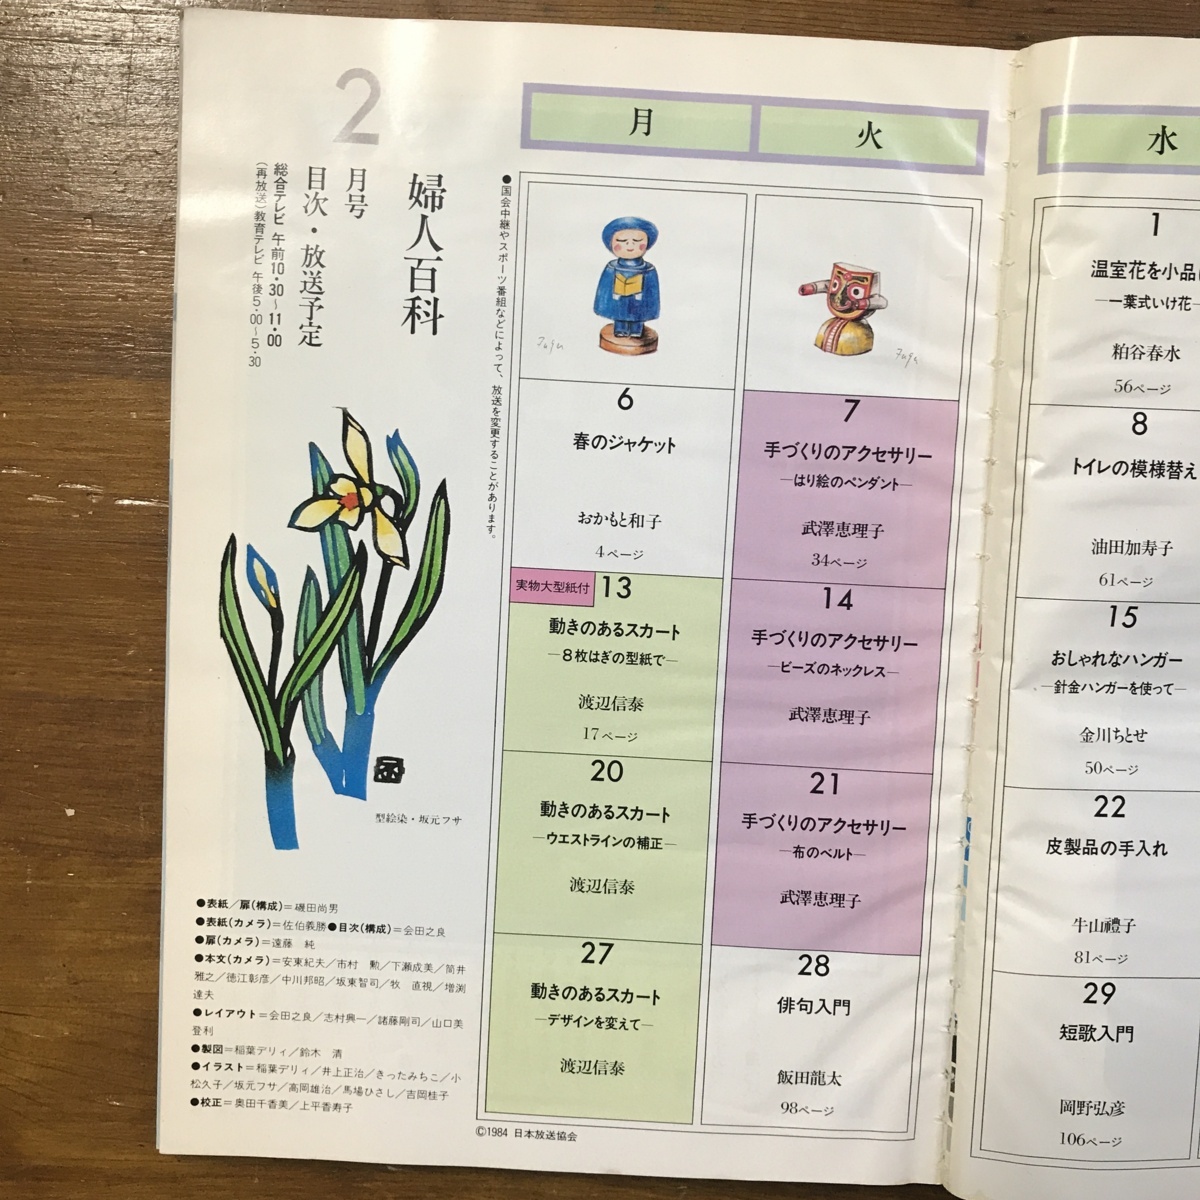 2
月号
婦人百科
目次・放送予定
総合テレビ 午前10・30〜11・00
(再放送)教育テレビ 午後5・00〜5・30
●国会中継やスポーツ番組などによって、放送を変更することがあります。
型絵染・坂元フサ
●表紙/扉(構成)=磯田尚男
●表紙(カメラ)=佐伯義勝●目次(構成)=会田之良
●扉(カメラ)=遠藤 純
●本文(カメラ)=安東紀夫/市村 勲/下瀬成美/筒井
雅之/徳江彰彦/中川邦昭/坂東智司/牧 直視/増渕
達夫
●レイアウト=会田之良/志村興一/諸藤剛司/山口美
登利
●製図=稲葉デリィ/鈴木 清
●イラスト=稲葉デリィ/井上正治/きったみちこ/小
松久子/坂元フサ/高岡雄治/馬場ひさし/吉岡桂子
●校正=奥田千香美/上平香寿子
月
6
春のジャケット
おかもと和子
4ページ
実物大型紙付
13
動きのあるスカート
―8枚はぎの型紙で―
渡辺信泰
17ページ
20
動きのあるスカート
―ウエストラインの補正―
渡辺信泰
27
動きのあるスカート
―デザインを変えて―
渡辺信泰
©1984 日本放送協会
火
7
手づくりのアクセサリー
―はり絵のペンダント―
武澤恵理子
34ページ
14
手づくりのアクセサリー
―ビーズのネックレス―
武澤恵理子
21
手づくりのアクセサリー
―布のベルト―
武澤恵理子
28
俳句入門
飯田龍太
98ページ
水
1
温室花を小品
―一葉式いけ花―
粕谷春水
56ページ
8
トイレの模様替え
油田加寿子
61ページ
15
おしゃれなハンガー
―針金ハンガーを使って―
金川ちとせ
50ページ
22
皮製品の手入れ
牛山禮子
81ページ
29
短歌入門
岡野弘彦
106ページ